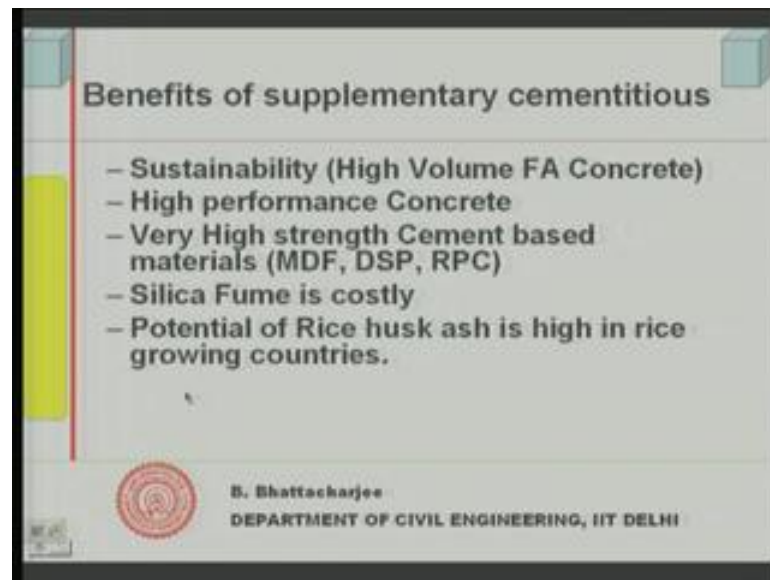 Benefits of supplementary cementitious
– Sustainability (High Volume FA Concrete)
– High performance Concrete
– Very High strength Cement based
materials (MDF, DSP, RPC)
– Silica Fume is costly
– Potential of Rice husk ash is high in rice
growing countries.
B. Bhattacharjee
DEPARTMENT OF CIVIL ENGINEERING, IIT DELHI